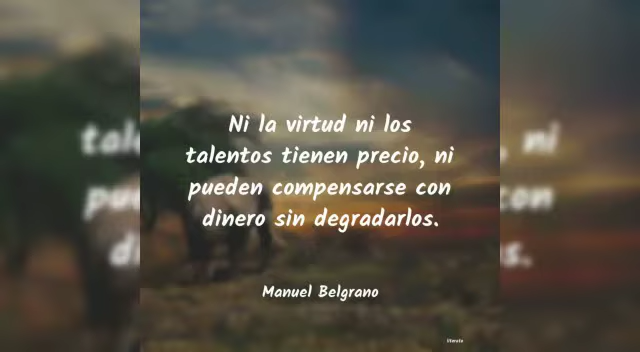 Ni la virtud ni los
talentos tienen precio, ni
pueden compensarse con
dinero sin degradarlos.
Manuel Belgrano